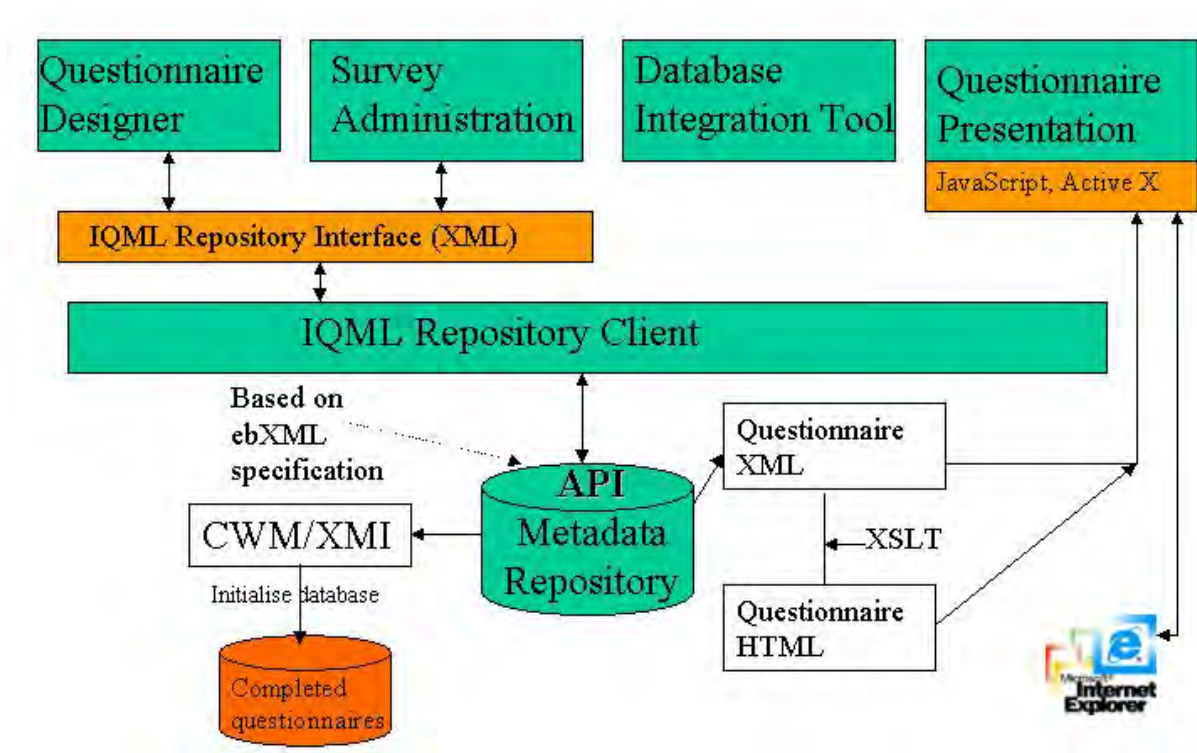 Questionnaire
Designer
Survey
Administration
Database
Integration Tool
Questionnaire
Presentation
JavaScript, Active X
IQML Repository Interface (XML)
IQML Repository Client
Based on
ebXML
specification
API
Metadata
Repository
Questionnaire
XML
CWM/XMI
XSLT
Initialise database
Questionnaire
HTML
Completed
questionnaires
Microsoft
Internet
Explorer